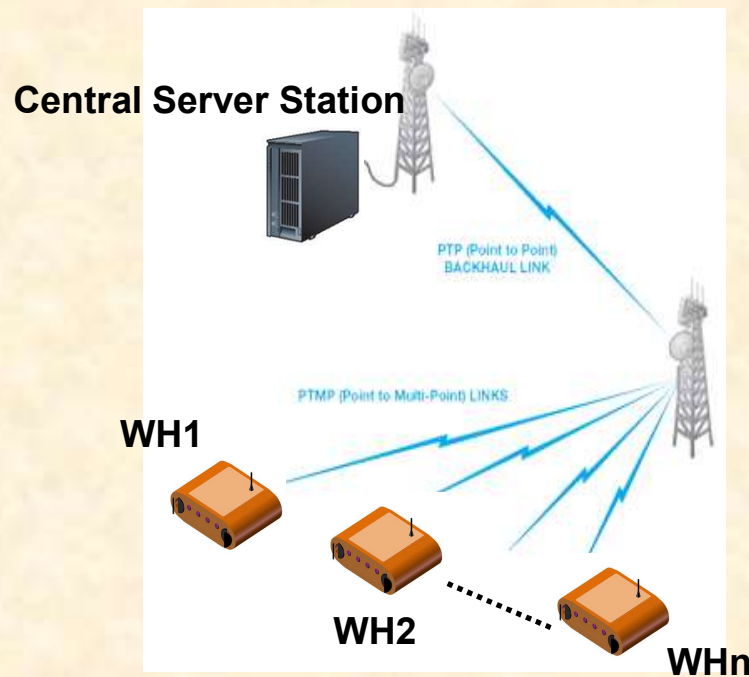 Central Server Station
PTP (Point to Point)
BACKHAUL LINK
PTMP (Point to Multi-Point) LINKS
WH1
WH2
WHn